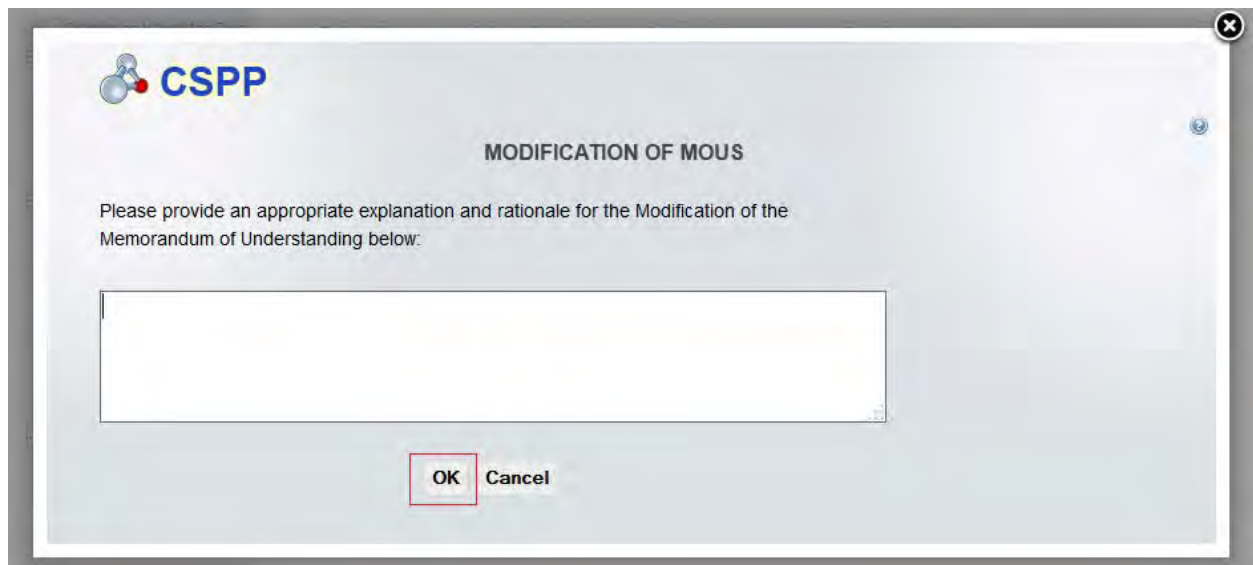 CSPP
MODIFICATION OF MOUS
Please provide an appropriate explanation and rationale for the Modification of the
Memorandum of Understanding below:
OK Cancel